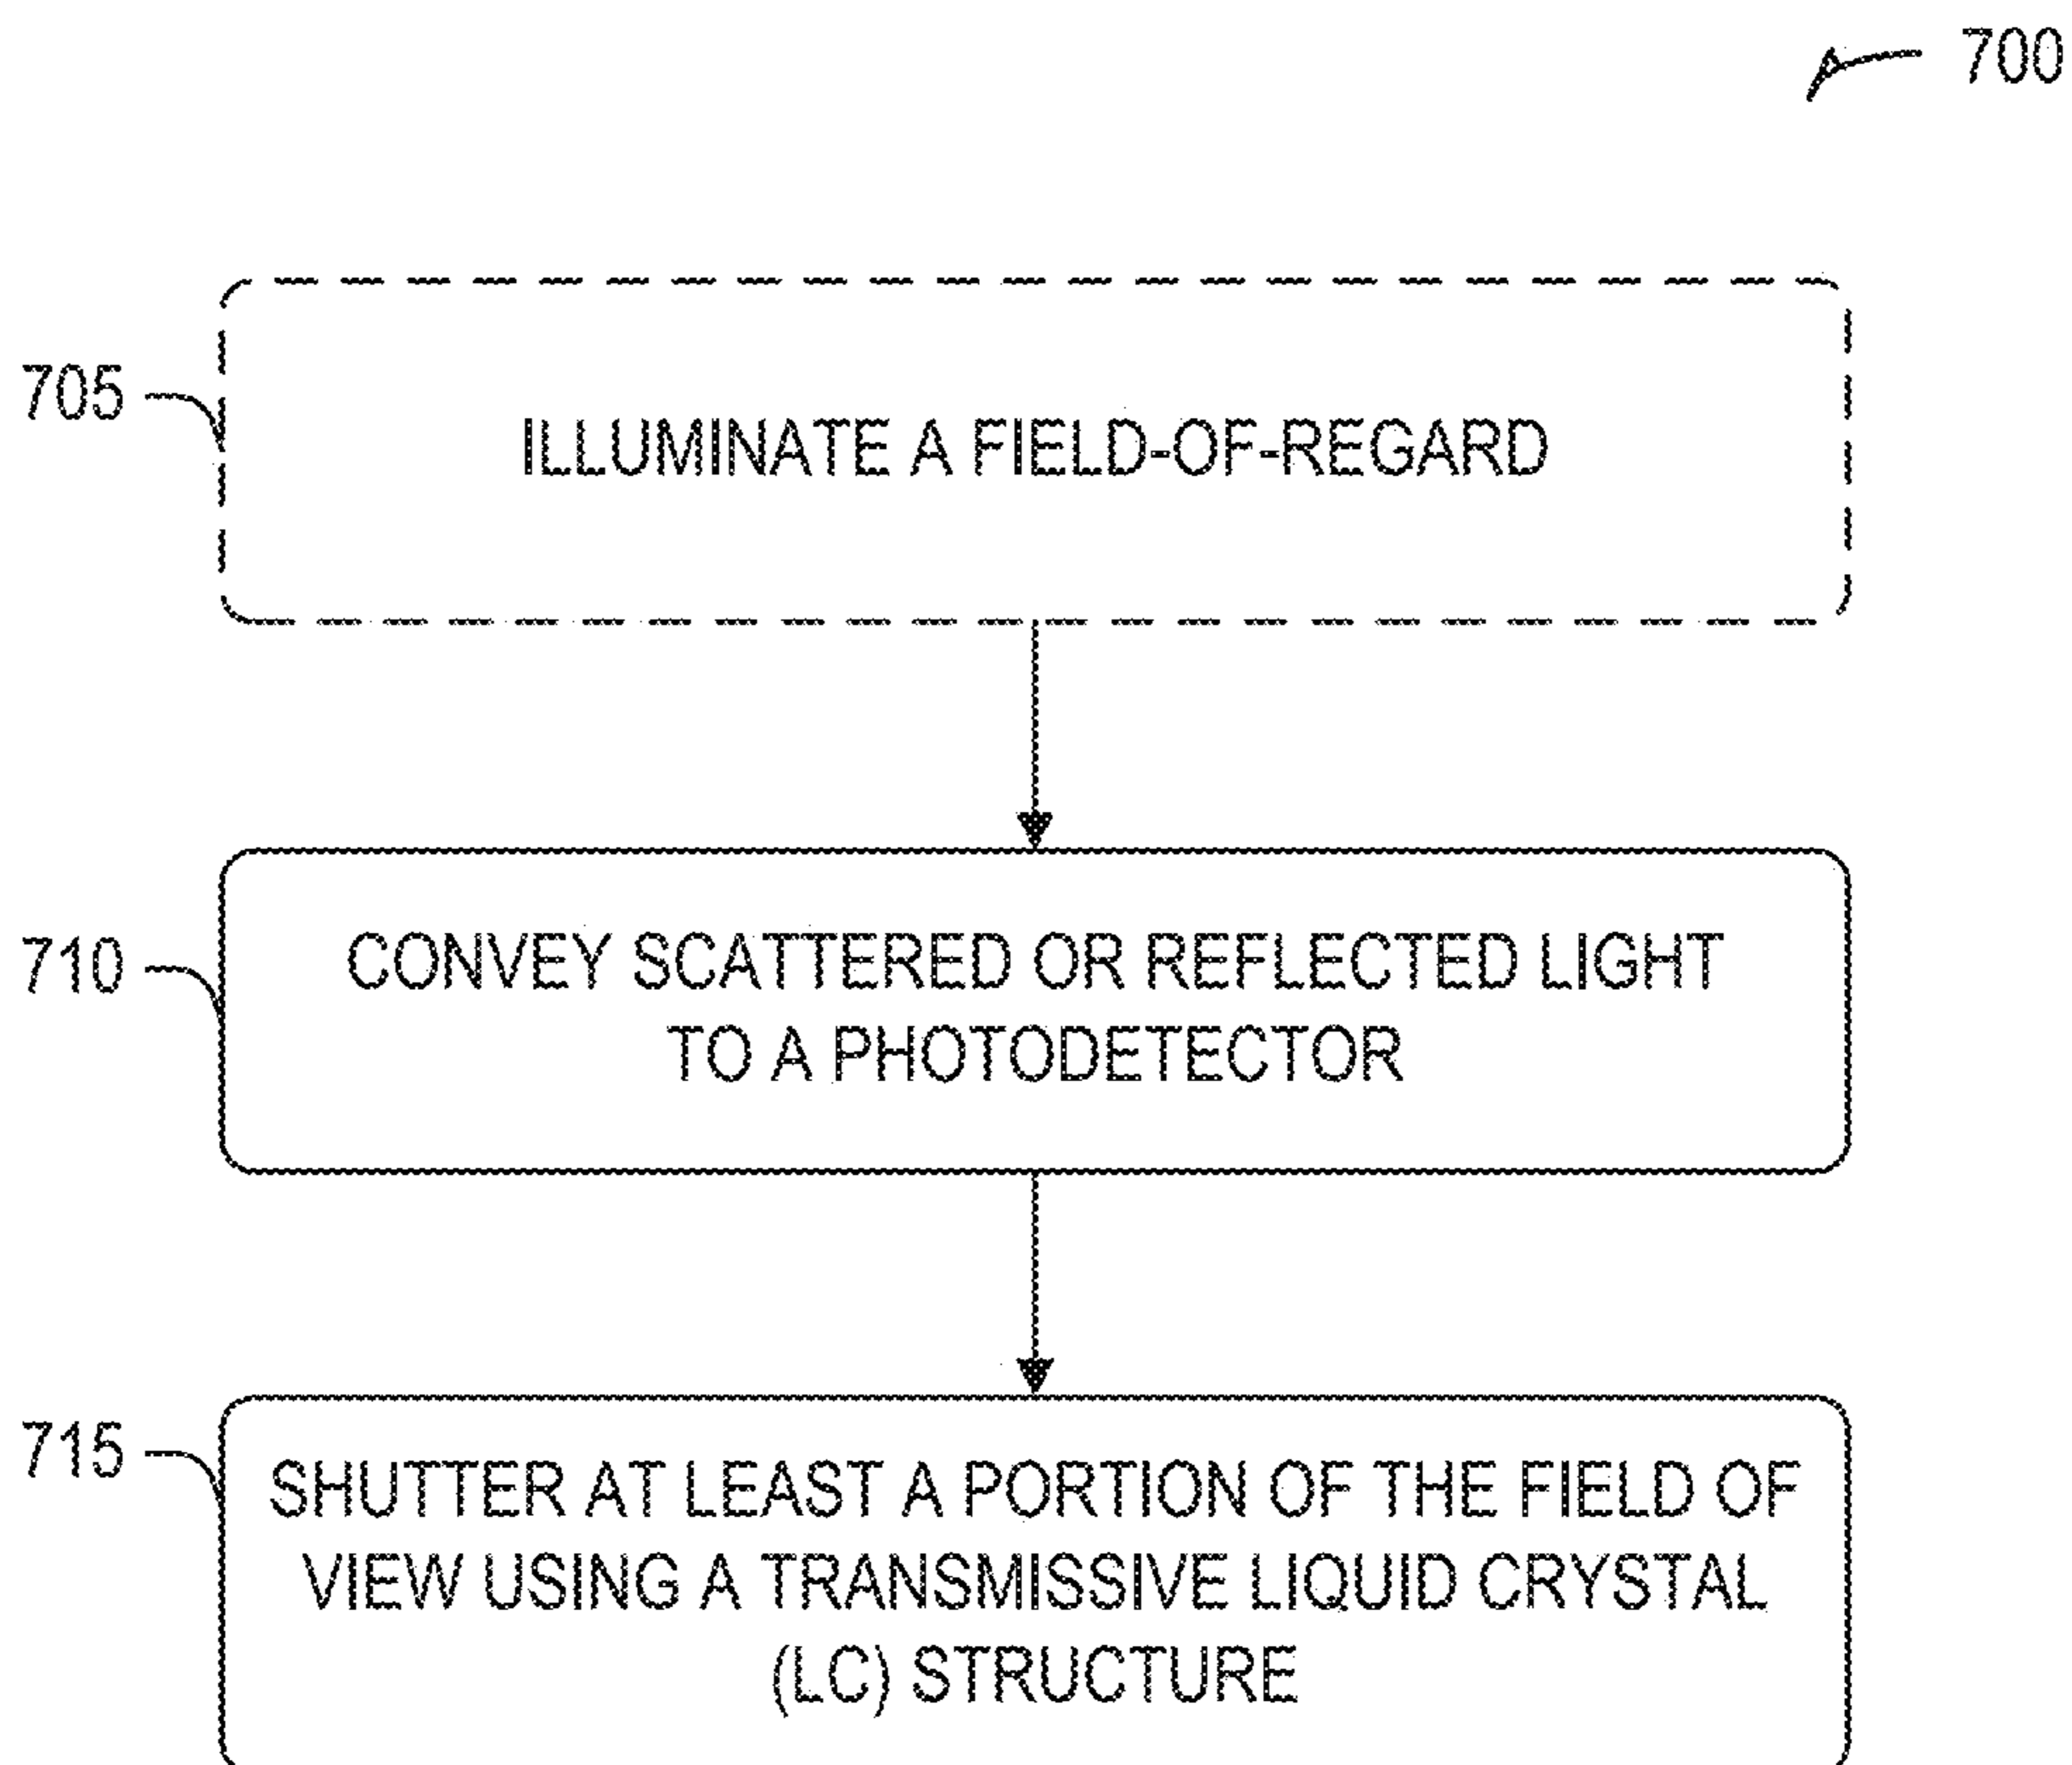 700
705
ILLUMINATE A FIELD-OF-REGARD
710
CONVEY SCATTERED OR REFLECTED LIGHT
TO A PHOTODETECTOR
715
SHUTTER AT LEAST A PORTION OF THE FIELD OF
VIEW USING A TRANSMISSIVE LIQUID CRYSTAL
(LC) STRUCTURE